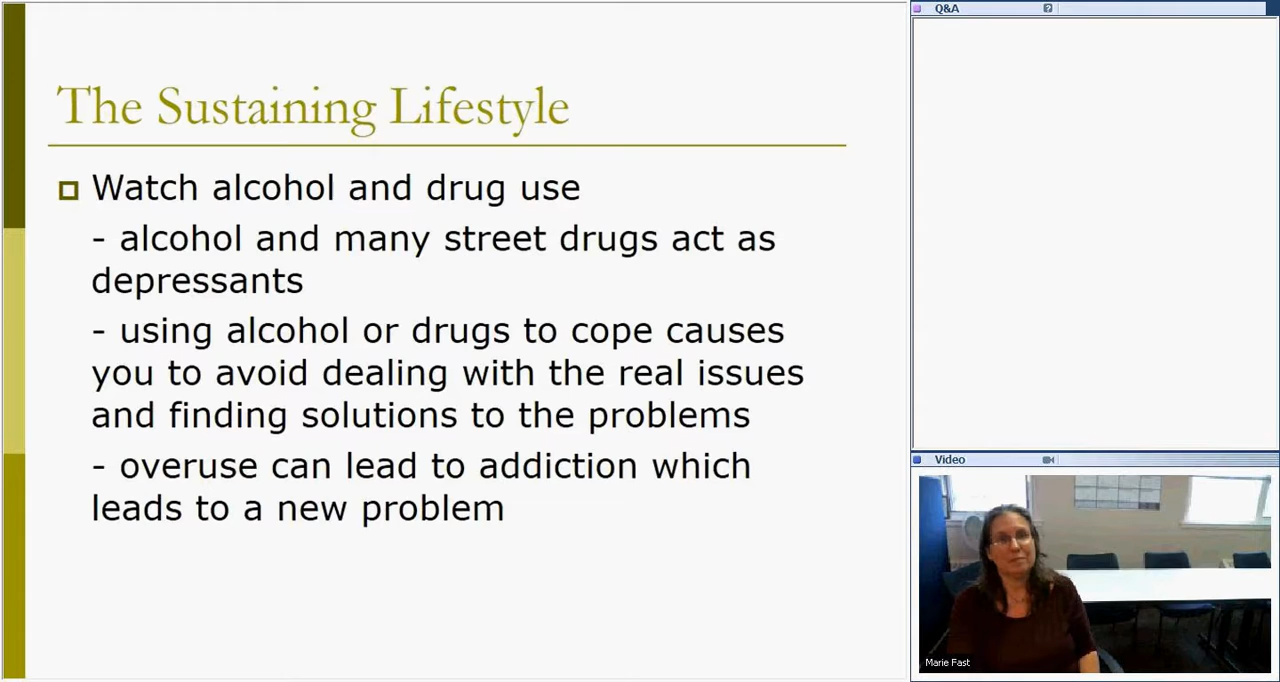 The Sustaining Lifestyle
Watch alcohol and drug use
- alcohol and many street drugs act as
depressants
- using alcohol or drugs to cope causes
you to avoid dealing with the real issues
and finding solutions to the problems
- overuse can lead to addiction which
leads to a new problem
Q&A ?
Video
Marie Fast